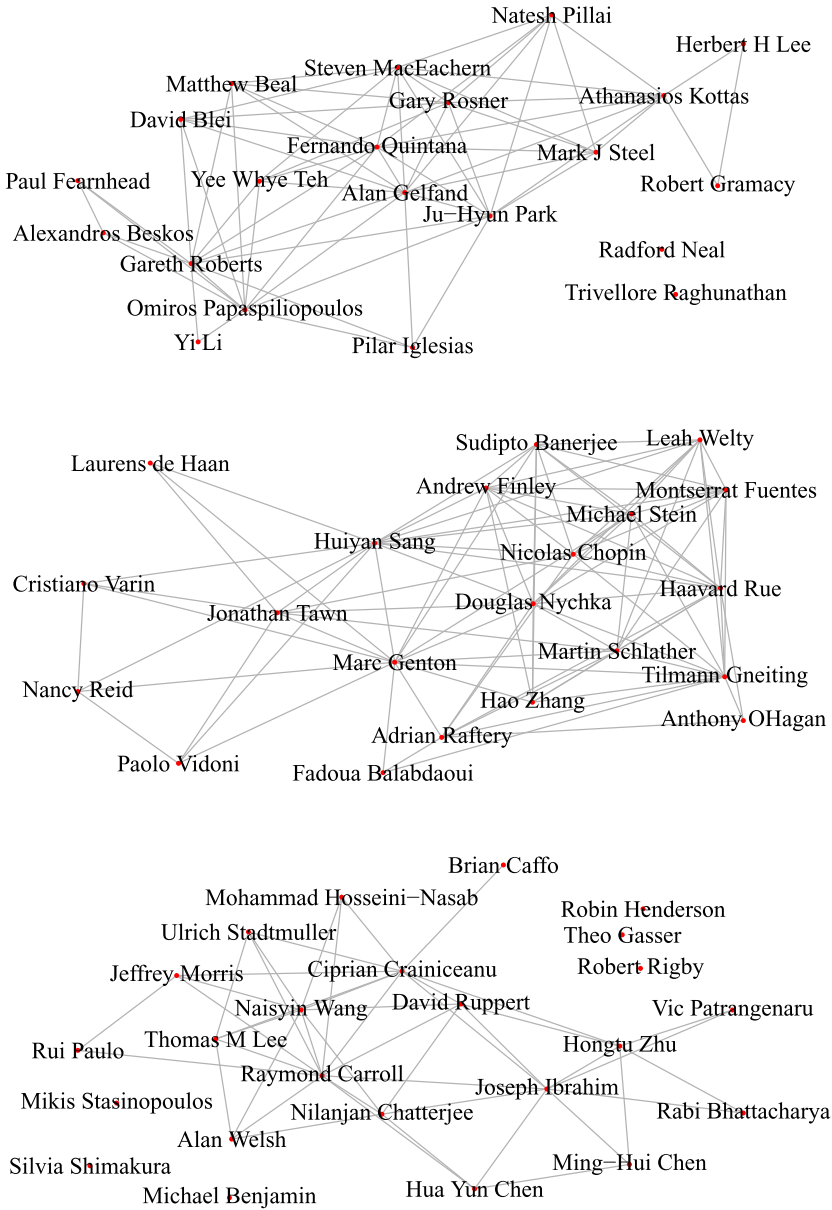 Natesh Pillai
Herbert H Lee
Steven MacEachern
Matthew Beal
Gary Rosner
Athanasios Kottas
David Blei
Fernando Quintana
Mark J Steel
Paul Fearnhead
Yee Whye Teh
Alan Gelfand
Robert Gramacy
Ju−Hyun Park
Alexandros Beskos
Radford Neal
Gareth Roberts
Trivellore Raghunathan
Omiros Papaspiliopoulos
Yi Li
Pilar Iglesias
Sudipto Banerjee
Leah Welty
Laurens de Haan
Andrew Finley
Montserrat Fuentes
Michael Stein
Huiyan Sang
Nicolas Chopin
Cristiano Varin
Haavard Rue
Jonathan Tawn
Douglas Nychka
Martin Schlather
Marc Genton
Tilmann Gneiting
Nancy Reid
Hao Zhang
Anthony OHagan
Adrian Raftery
Paolo Vidoni
Fadoua Balabdaoui
Brian Caffo
Mohammad Hosseini−Nasab
Robin Henderson
Ulrich Stadtmuller
Theo Gasser
Robert Rigby
Jeffrey Morris
Ciprian Crainiceanu
Naisyin Wang
David Ruppert
Vic Patrangenaru
Thomas M Lee
Hongtu Zhu
Rui Paulo
Raymond Carroll
Joseph Ibrahim
Mikis Stasinopoulos
Nilanjan Chatterjee
Rabi Bhattacharya
Alan Welsh
Silvia Shimakura
Ming−Hui Chen
Hua Yun Chen
Michael Benjamin